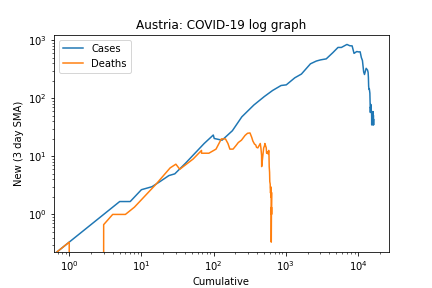 Austria: COVID-19 log graph
Cases
Deaths
New (3 day SMA)
10³
10²
10¹
10⁰
10⁰ 10¹ 10² 10³ 10⁴
Cumulative